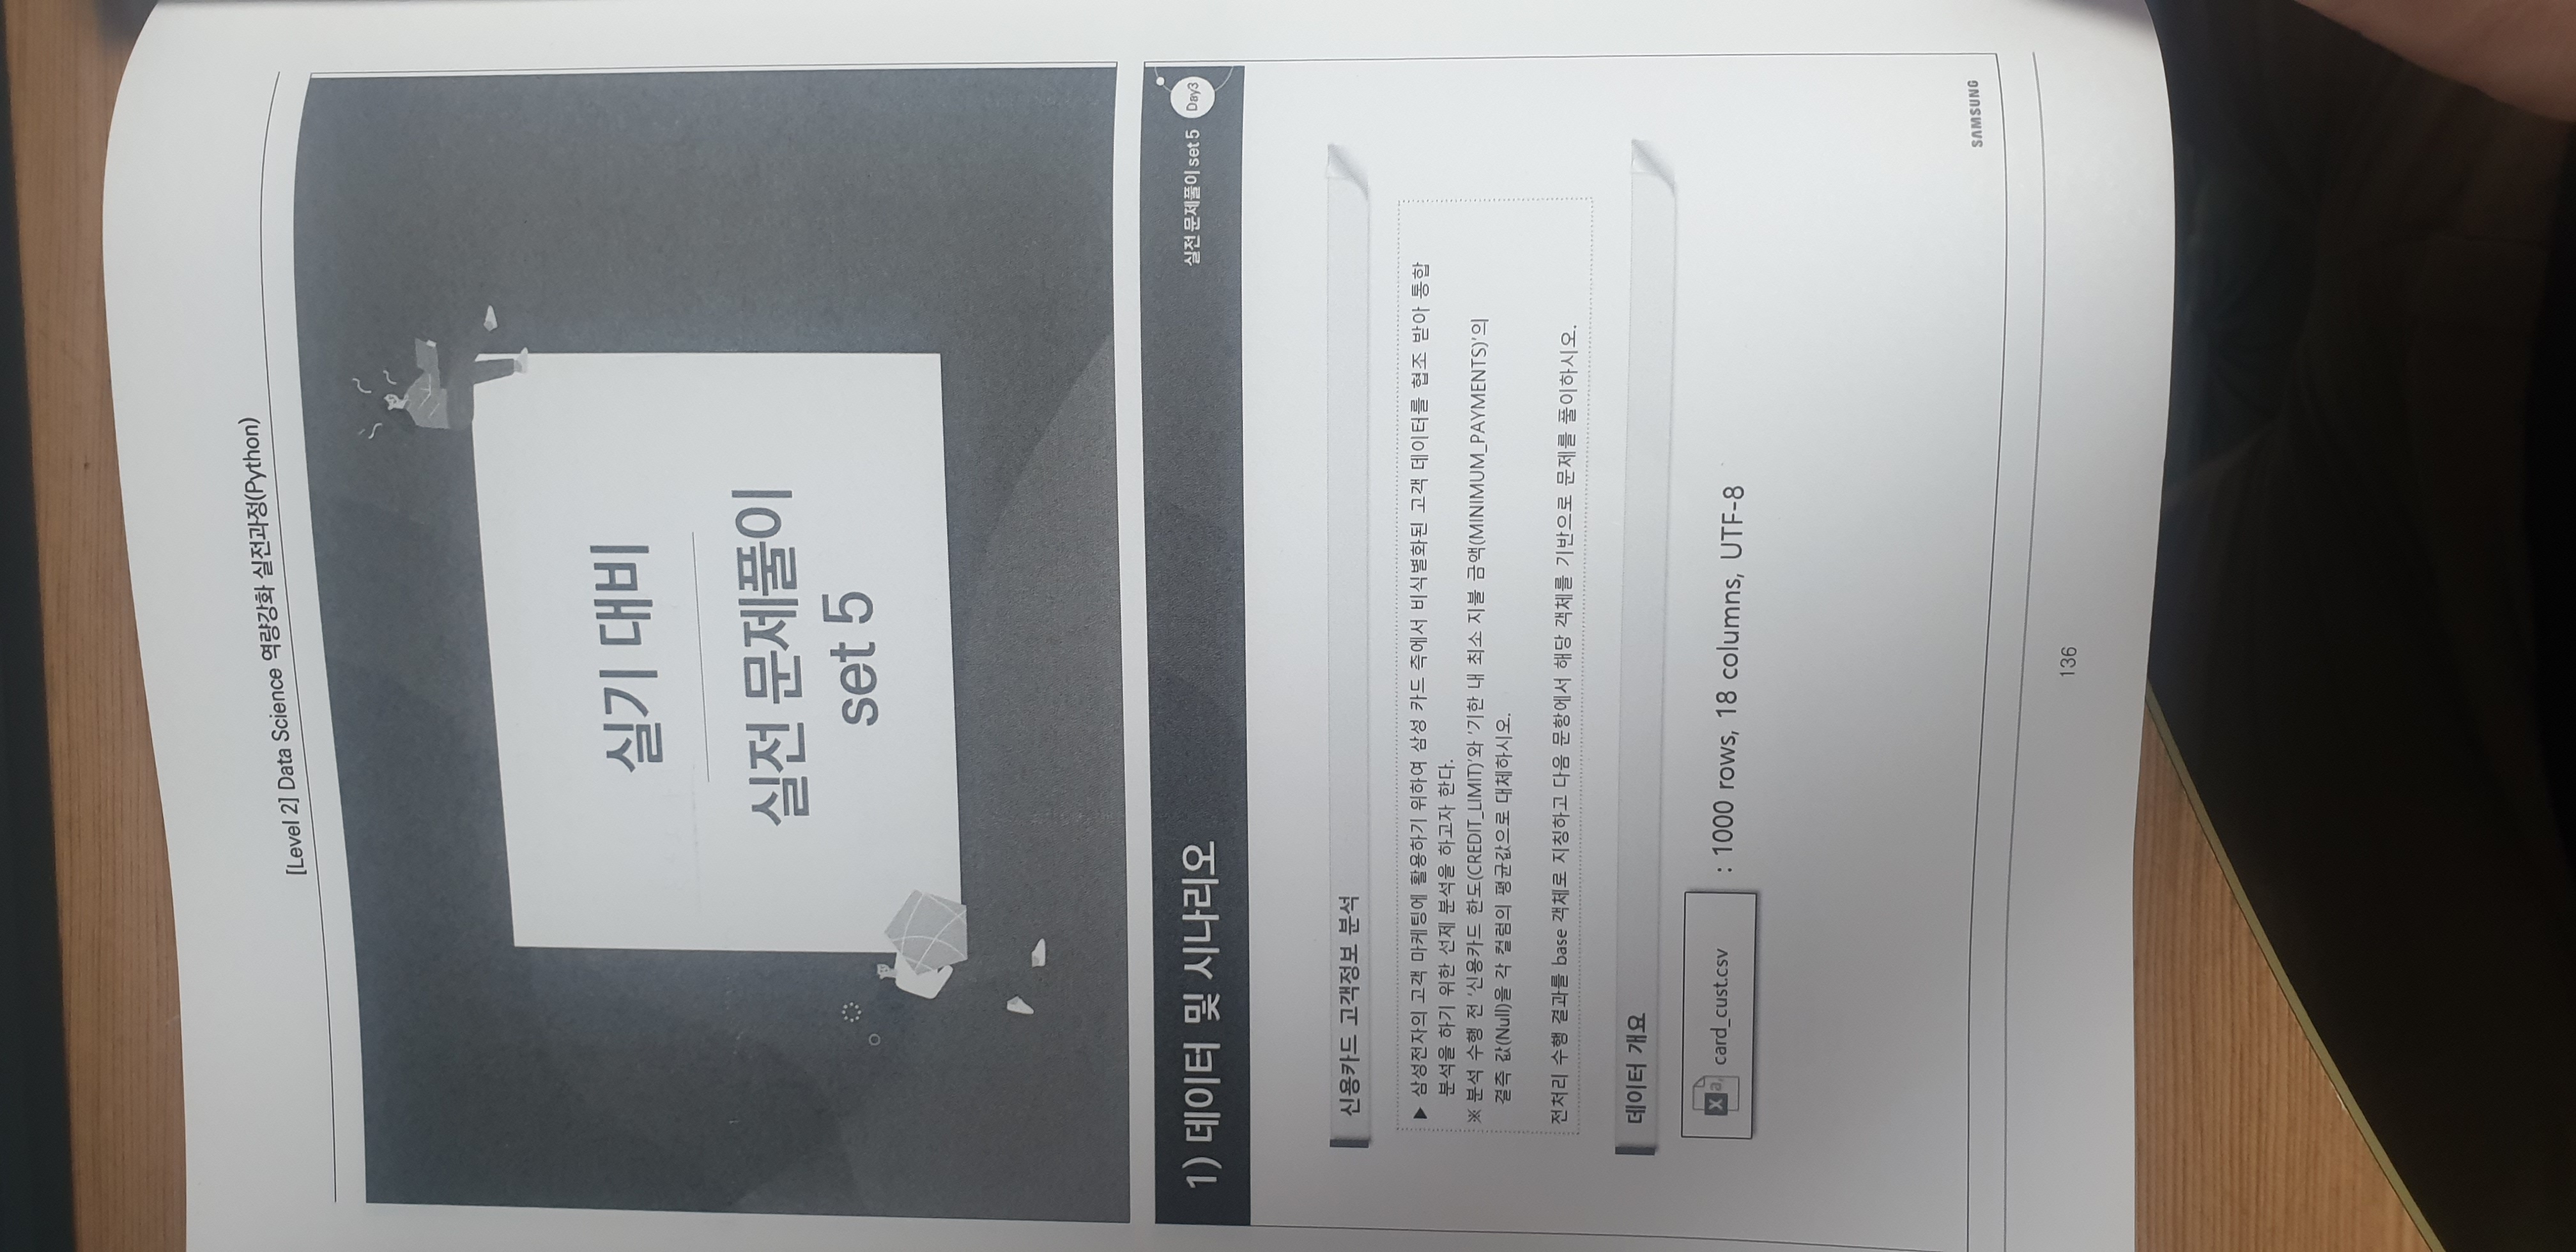 [Level 2] Data Science 역량강화 실전과정(Python)
실기 대비
실전 문제풀이
set 5
1) 데이터 및 시나리오
실전 문제풀이 set 5
Day3
신용카드 고객정보 분석
▶ 삼성전자의 고객 마케팅에 활용하기 위하여 삼성 카드 측에서 비식별화된 고객 데이터를 협조 받아 통합
분석을 하기 위한 선제 분석을 하고자 한다.
※ 분석 수행 전 '신용카드 한도(CREDIT_LIMIT)'와 '기한 내 최소 지불 금액(MINIMUM_PAYMENTS)'의
결측 값(Null)을 각 컬럼의 평균값으로 대체하시오.
전처리 수행 결과를 base 객체로 지칭하고 다음 문항에서 해당 객체를 기반으로 문제를 풀이하시오.
데이터 개요
X a,
card_cust.csv
: 1000 rows, 18 columns, UTF-8
SAMSUNG
136